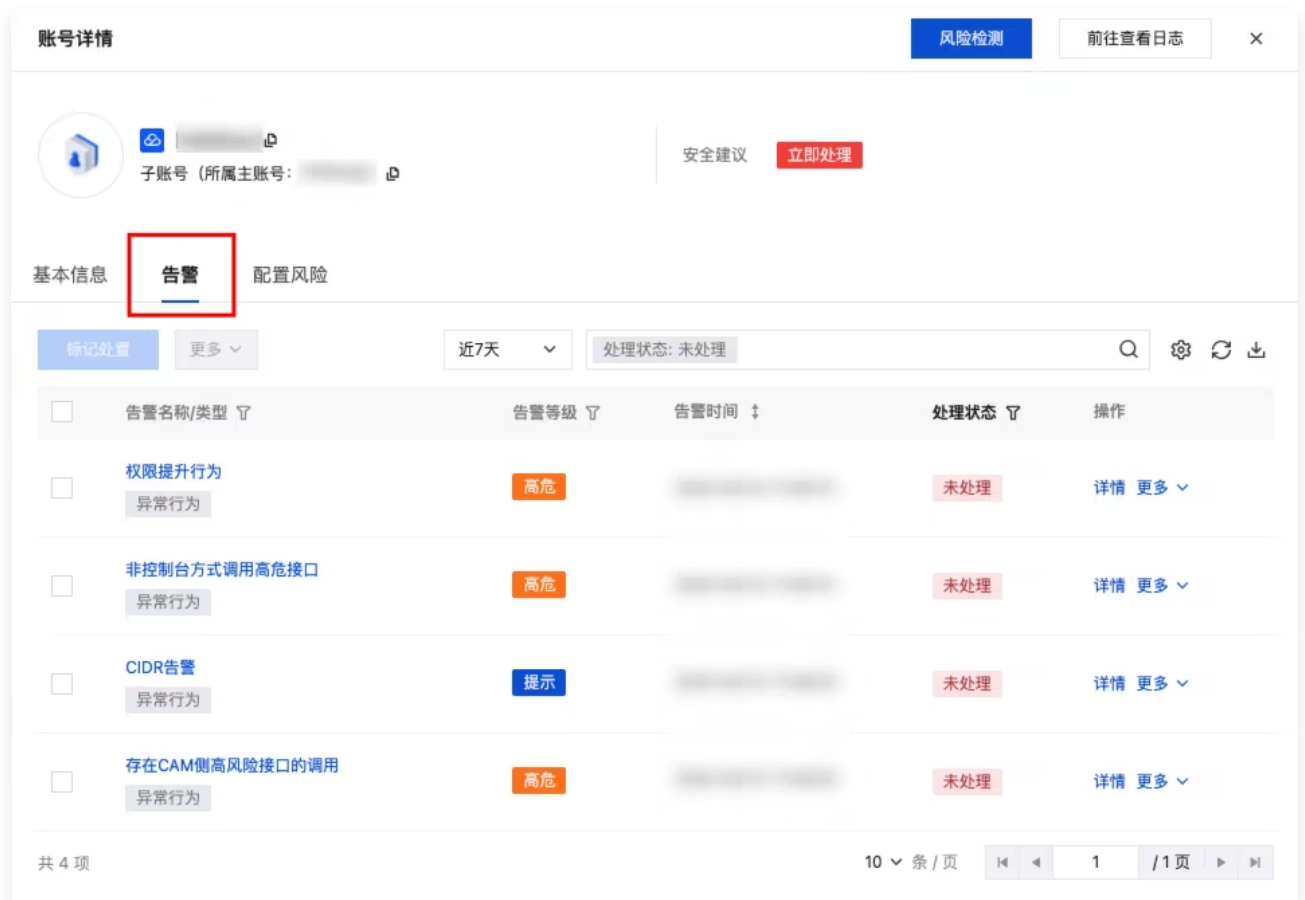 账号详情
风险检测
前往查看日志
子账号（所属主账号：
安全建议
立即处理
基本信息
告警
配置风险
标记处置
更多
近7天
处理状态: 未处理
告警名称/类型
告警等级
告警时间
处理状态
操作
权限提升行为
异常行为
高危
未处理
详情 更多
非控制台方式调用高危接口
异常行为
高危
未处理
详情 更多
CIDR告警
异常行为
提示
未处理
详情 更多
存在CAM侧高风险接口的调用
异常行为
高危
未处理
详情 更多
共 4 项
10 条 / 页
1
/ 1 页